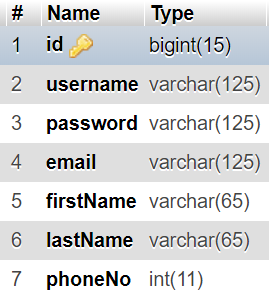 # Name Type
1 id bigint(15)
2 username varchar(125)
3 password varchar(125)
4 email varchar(125)
5 firstName varchar(65)
6 lastName varchar(65)
7 phoneNo int(11)